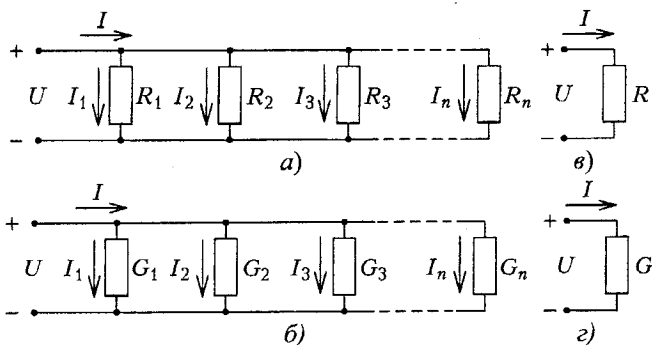 I I
+ +
U I₁ R₁ I₂ R₂ I₃ R₃ Iₙ Rₙ U R
− −
а) в)
I I
+ +
U I₁ G₁ I₂ G₂ I₃ G₃ Iₙ Gₙ U G
− −
б) г)